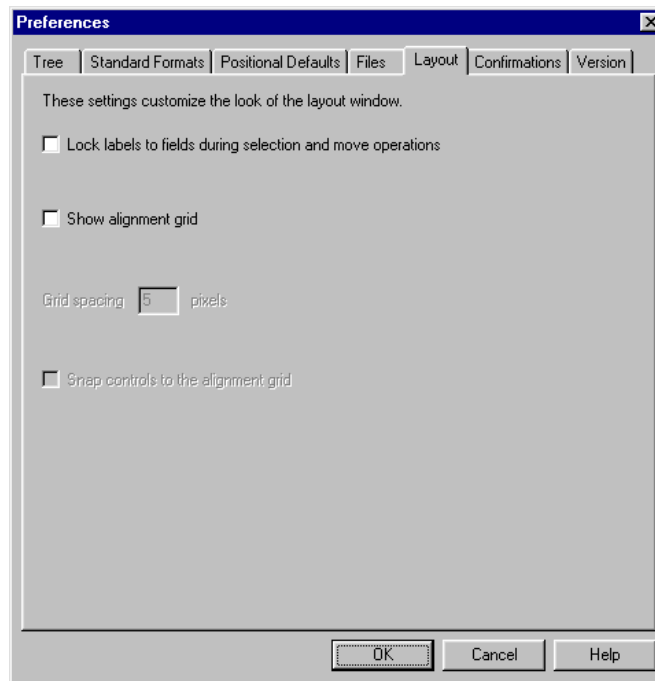 Preferences
Tree Standard Formats Positional Defaults Files Layout Confirmations Version
These settings customize the look of the layout window.
Lock labels to fields during selection and move operations
Show alignment grid
Grid spacing 5 pixels
Snap controls to the alignment grid
OK Cancel Help